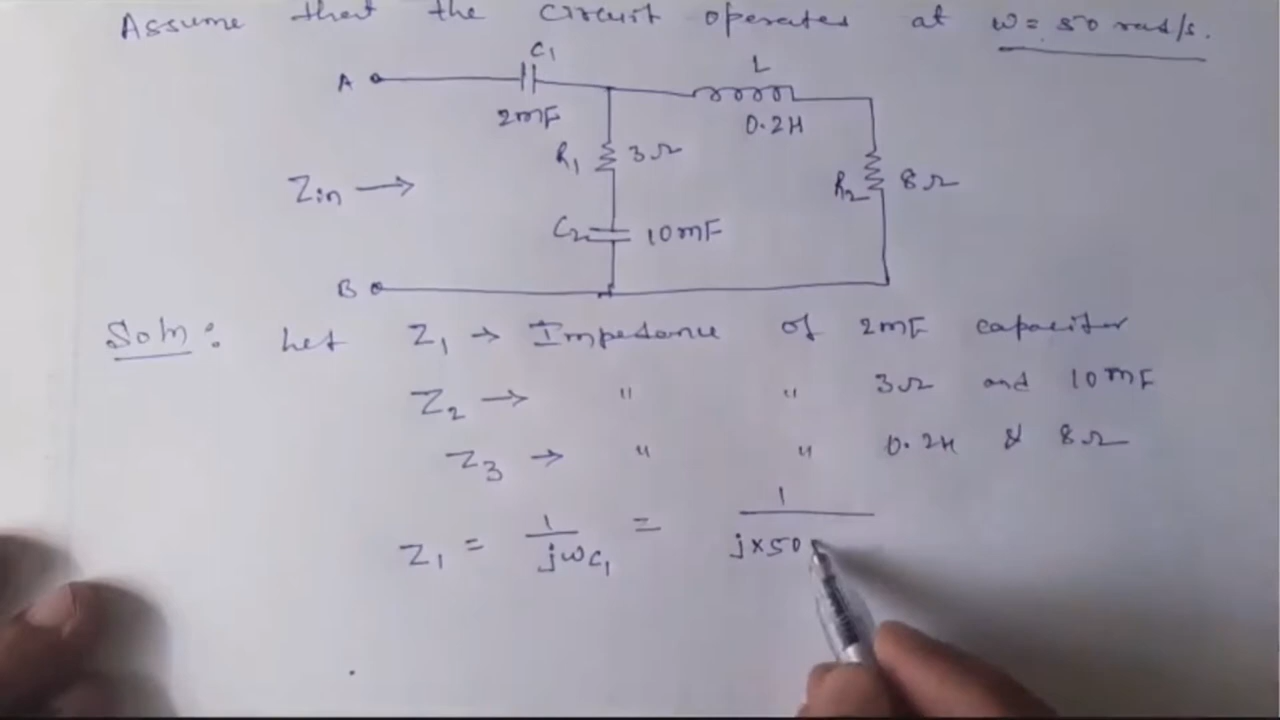 Assume that the circuit operates at ω = 50 rad/s.
C1 L
A
2mF 0.2H
R1 3Ω
Zin → R2 8Ω
C2 10mF
B
Soln: Let Z1 → Impedance of 2mF capacitor
Z2 → " " 3Ω and 10mF
Z3 → " " 0.2H & 8Ω
Z1 = 1/jωC1 = 1/j×50